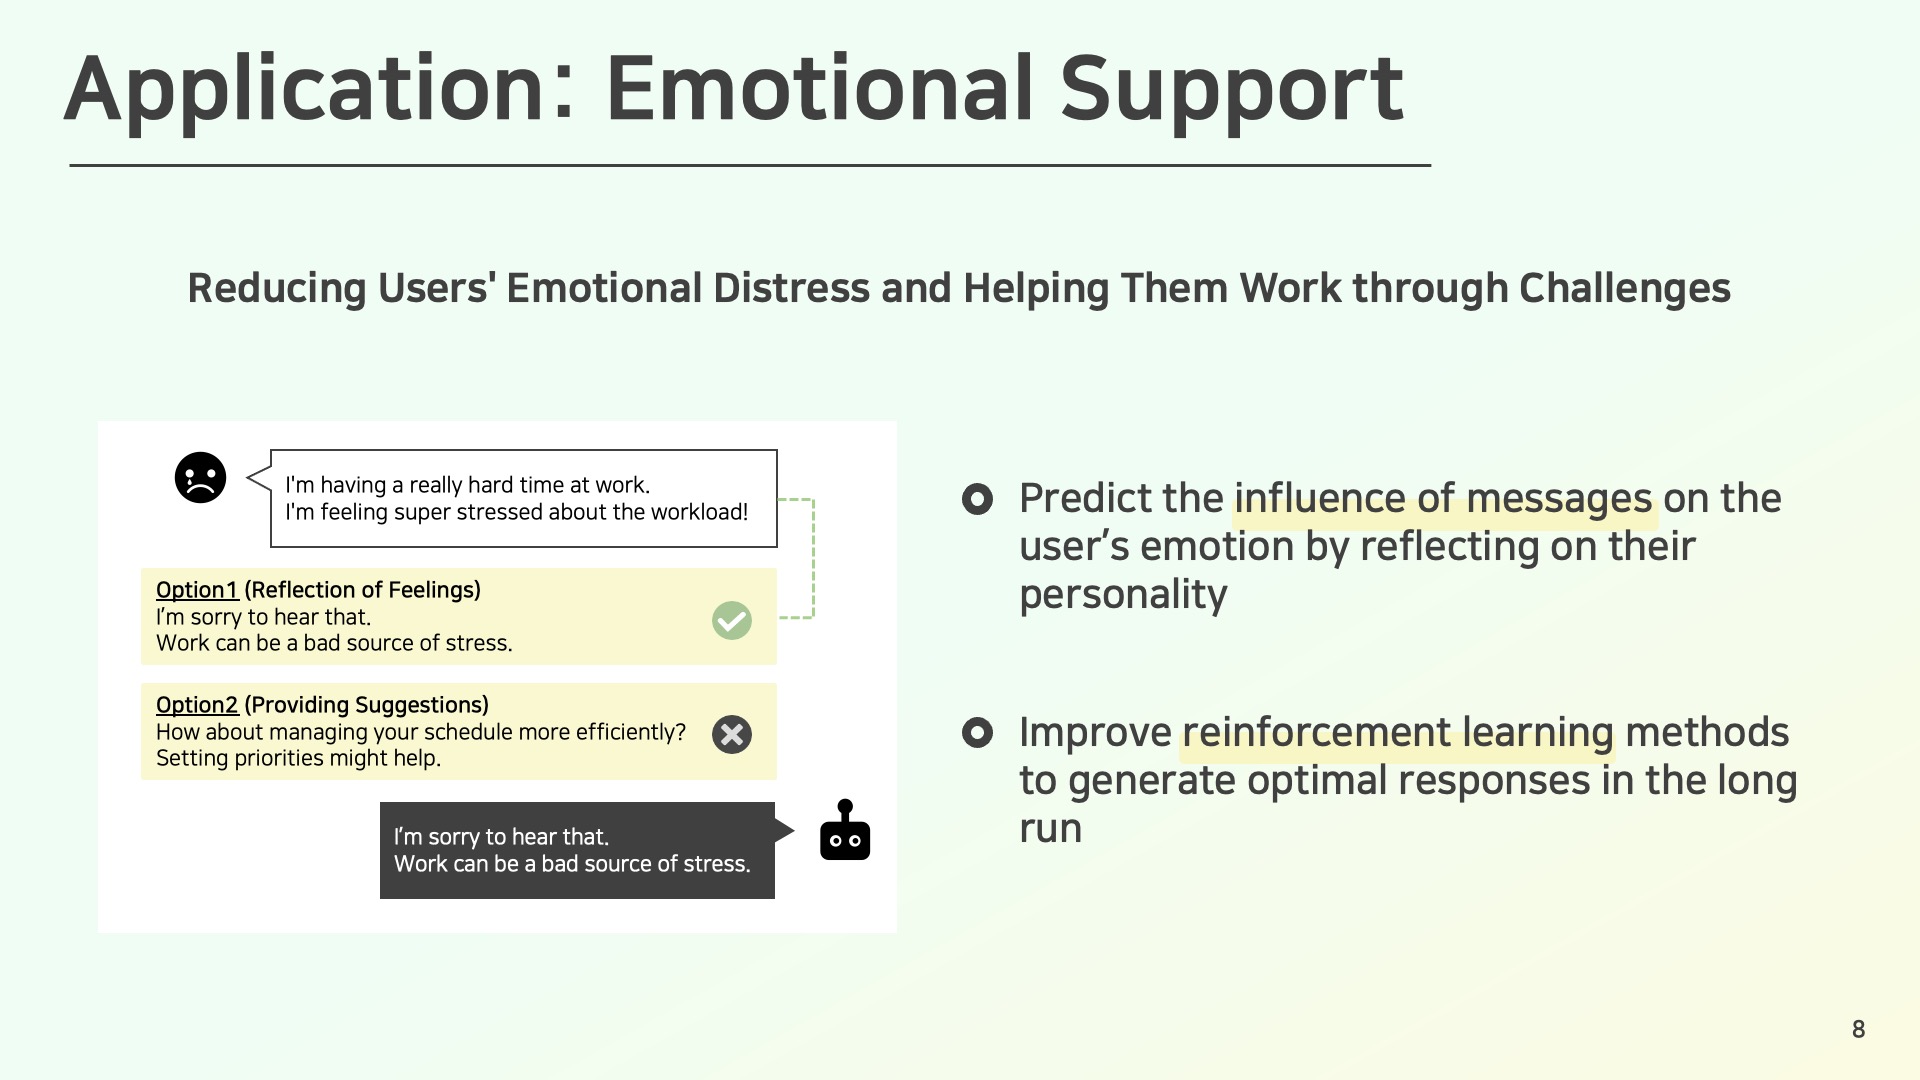 Application: Emotional Support
Reducing Users' Emotional Distress and Helping Them Work through Challenges
I'm having a really hard time at work.
I'm feeling super stressed about the workload!
Option1 (Reflection of Feelings)
I’m sorry to hear that.
Work can be a bad source of stress.
Option2 (Providing Suggestions)
How about managing your schedule more efficiently?
Setting priorities might help.
I’m sorry to hear that.
Work can be a bad source of stress.
Predict the influence of messages on the
user’s emotion by reflecting on their
personality
Improve reinforcement learning methods
to generate optimal responses in the long
run
8